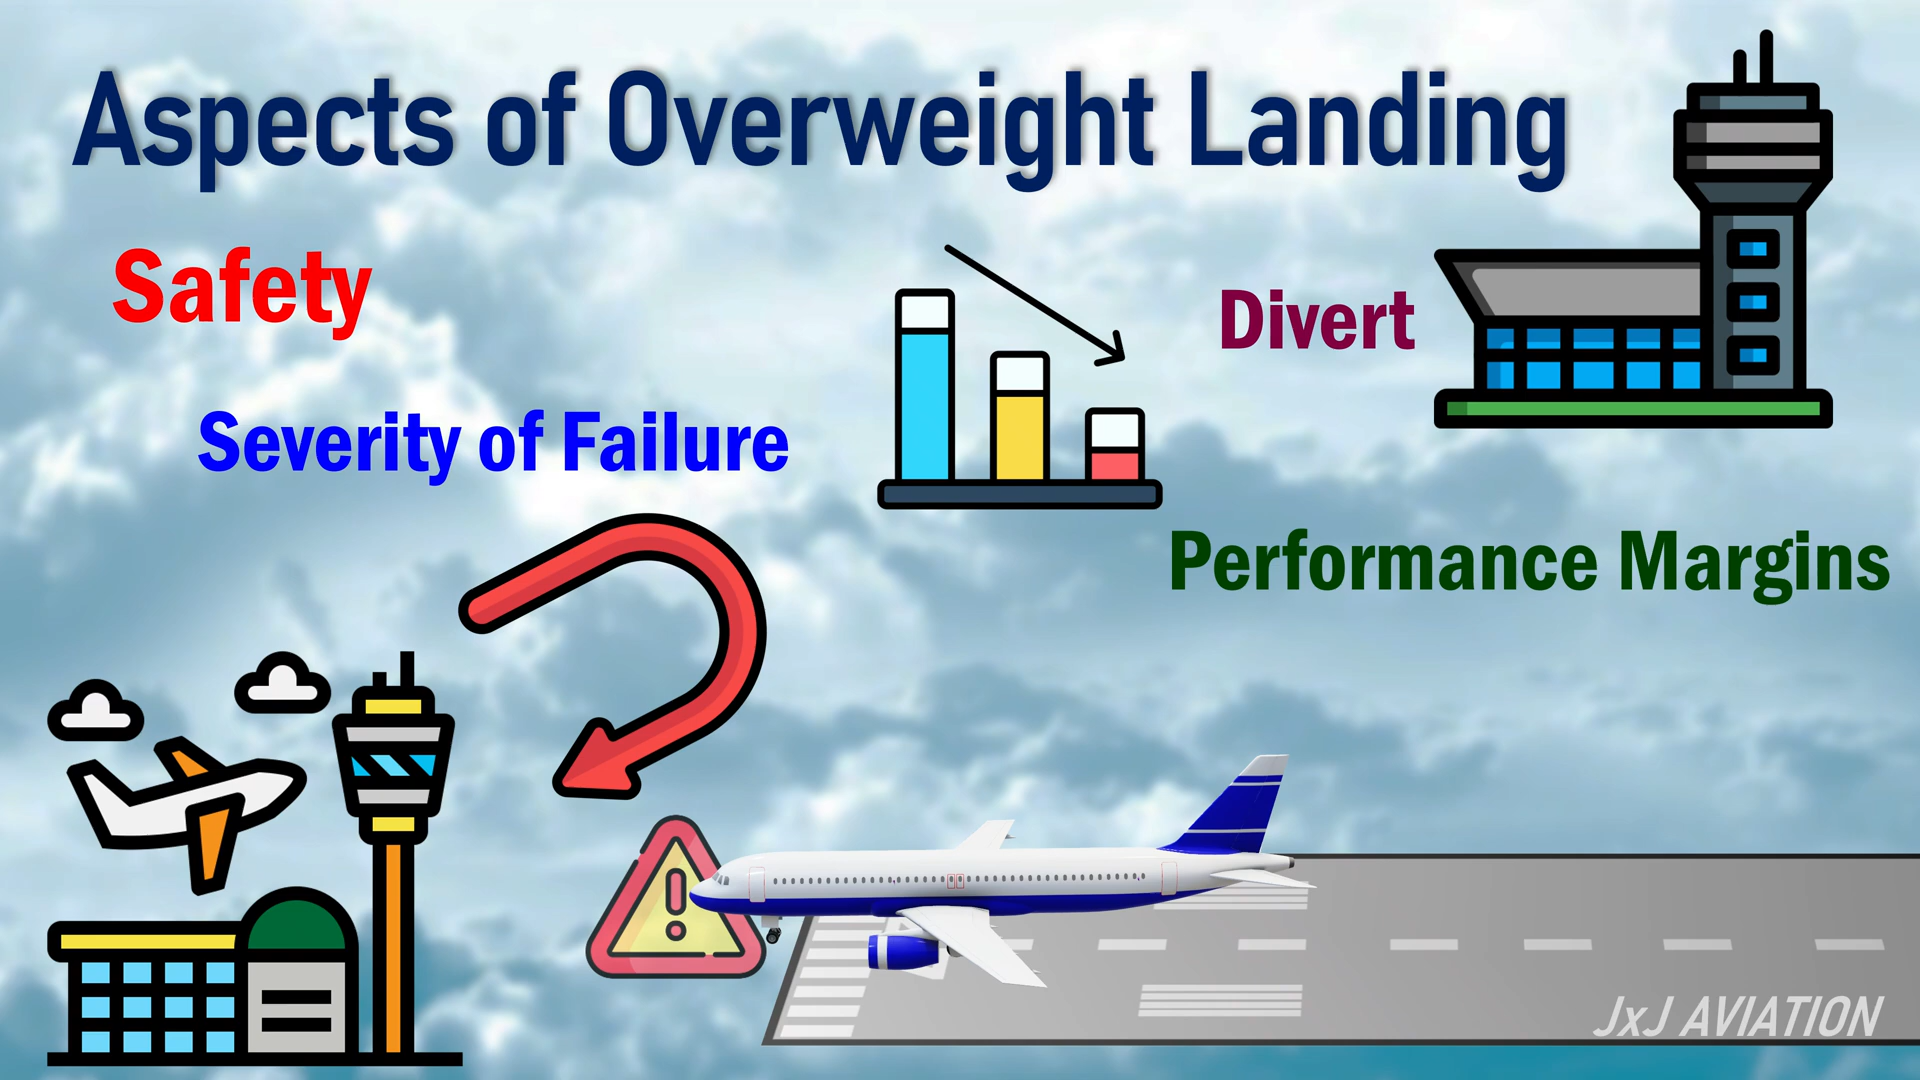 Aspects of Overweight Landing
Safety
Divert
Severity of Failure
Performance Margins
JxJ AVIATION